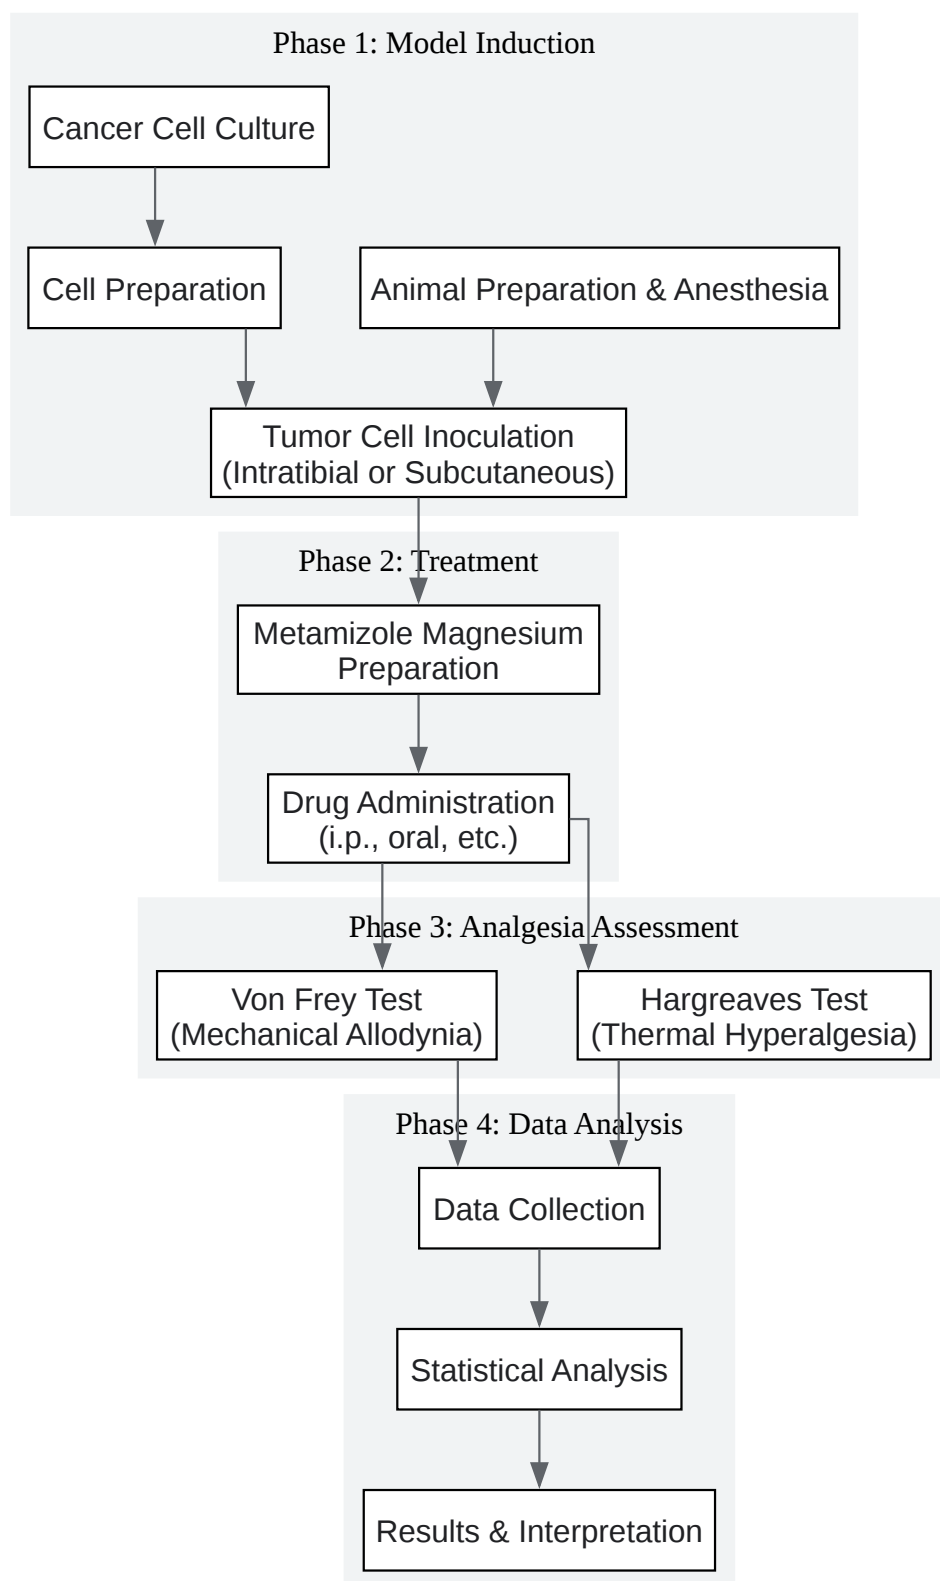 Phase 1: Model Induction
Cancer Cell Culture
Cell Preparation
Animal Preparation & Anesthesia
Tumor Cell Inoculation
(Intratibial or Subcutaneous)
Phase 2: Treatment
Metamizole Magnesium
Preparation
Drug Administration
(i.p., oral, etc.)
Phase 3: Analgesia Assessment
Von Frey Test
(Mechanical Allodynia)
Hargreaves Test
(Thermal Hyperalgesia)
Phase 4: Data Analysis
Data Collection
Statistical Analysis
Results & Interpretation